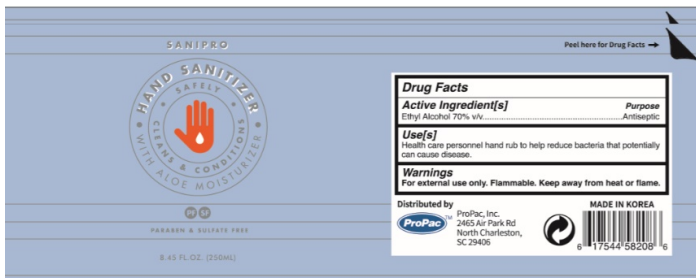 SANIPRO
HAND SANITIZER
WITH ALOE MOISTURIZER
SAFELY
CLEANS & CONDITIONS
PF SF
PARABEN & SULFATE FREE
8.45 FL.OZ. (250ML)
Peel here for Drug Facts →
Drug Facts
Active Ingredient[s] Purpose
Ethyl Alcohol 70% v/v..........Antiseptic
Use[s]
Health care personnel hand rub to help reduce bacteria that potentially
can cause disease.
Warnings
For external use only. Flammable. Keep away from heat or flame.
Distributed by
ProPac™
ProPac, Inc.
2465 Air Park Rd
North Charleston,
SC 29406
MADE IN KOREA
6 17544 58208 6